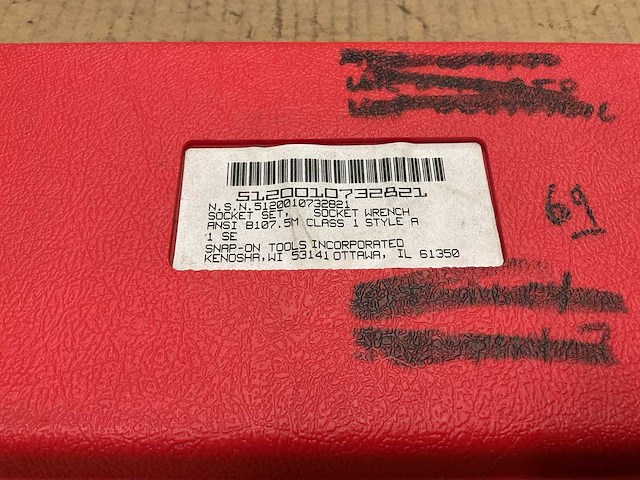 5120010732821
N.S.N.5120010732821
SOCKET SET, SOCKET WRENCH
ANSI B107.5M CLASS 1 STYLE A
1 SE
SNAP-ON TOOLS INCORPORATED
KENOSHA,WI 53141 OTTAWA, IL 61350
69